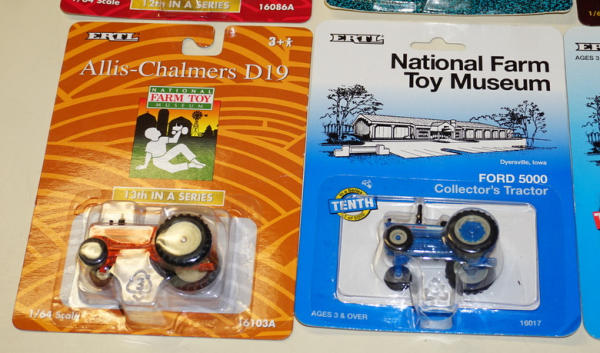 1/64 Scale
12th IN A SERIES
16086A
ERTL
3+
Allis-Chalmers D19
NATIONAL
FARM TOY
MUSEUM
13th IN A SERIES
1/64 Scale
16103A
ERTL
National Farm
Toy Museum
Dyersville, Iowa
FORD 5000
Collector's Tractor
TENTH
AGES 3 & OVER
16017
AGES 3